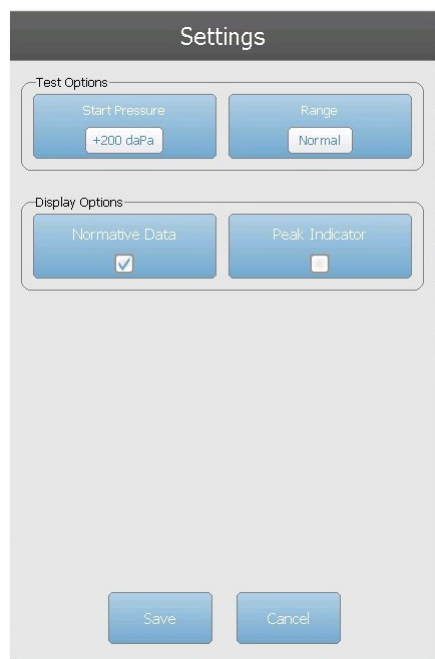 Settings
Test Options
Start Pressure
Range
+200 daPa
Normal
Display Options
Normative Data
Peak Indicator
Save
Cancel